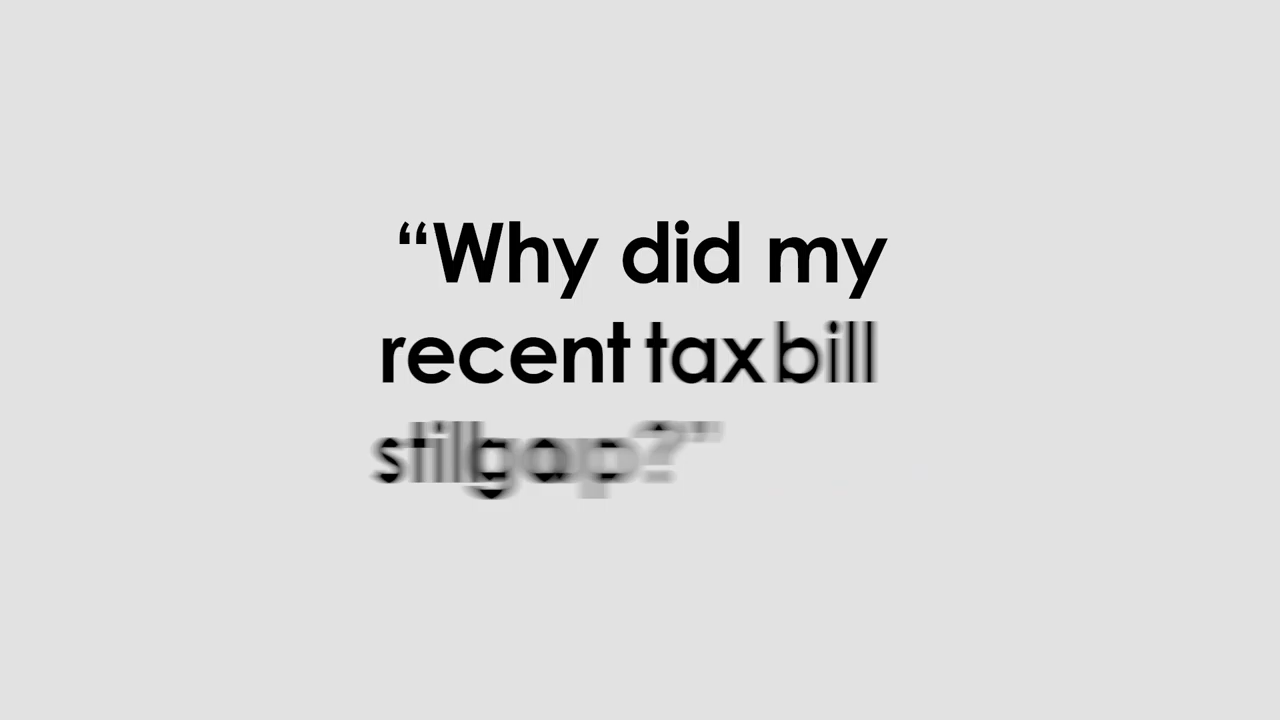 “Why did my
recent tax bill
still